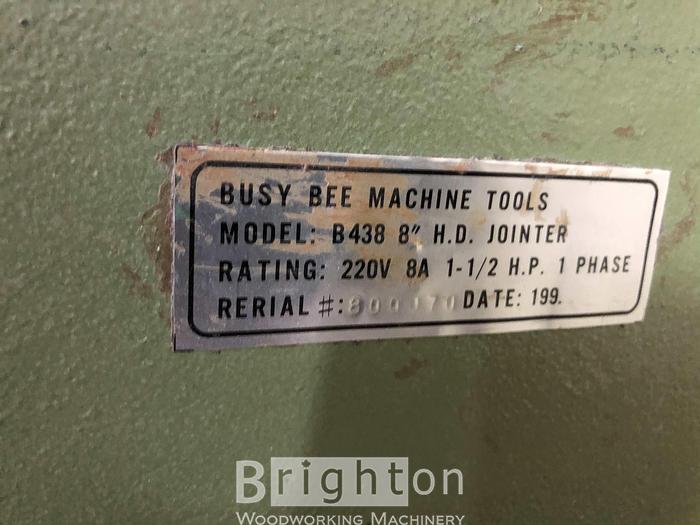 BUSY BEE MACHINE TOOLS
MODEL: B438 8" H.D. JOINTER
RATING: 220V 8A 1-1/2 H.P. 1 PHASE
RERIAL #: DATE: 199.
Brighton
WOODWORKING MACHINERY